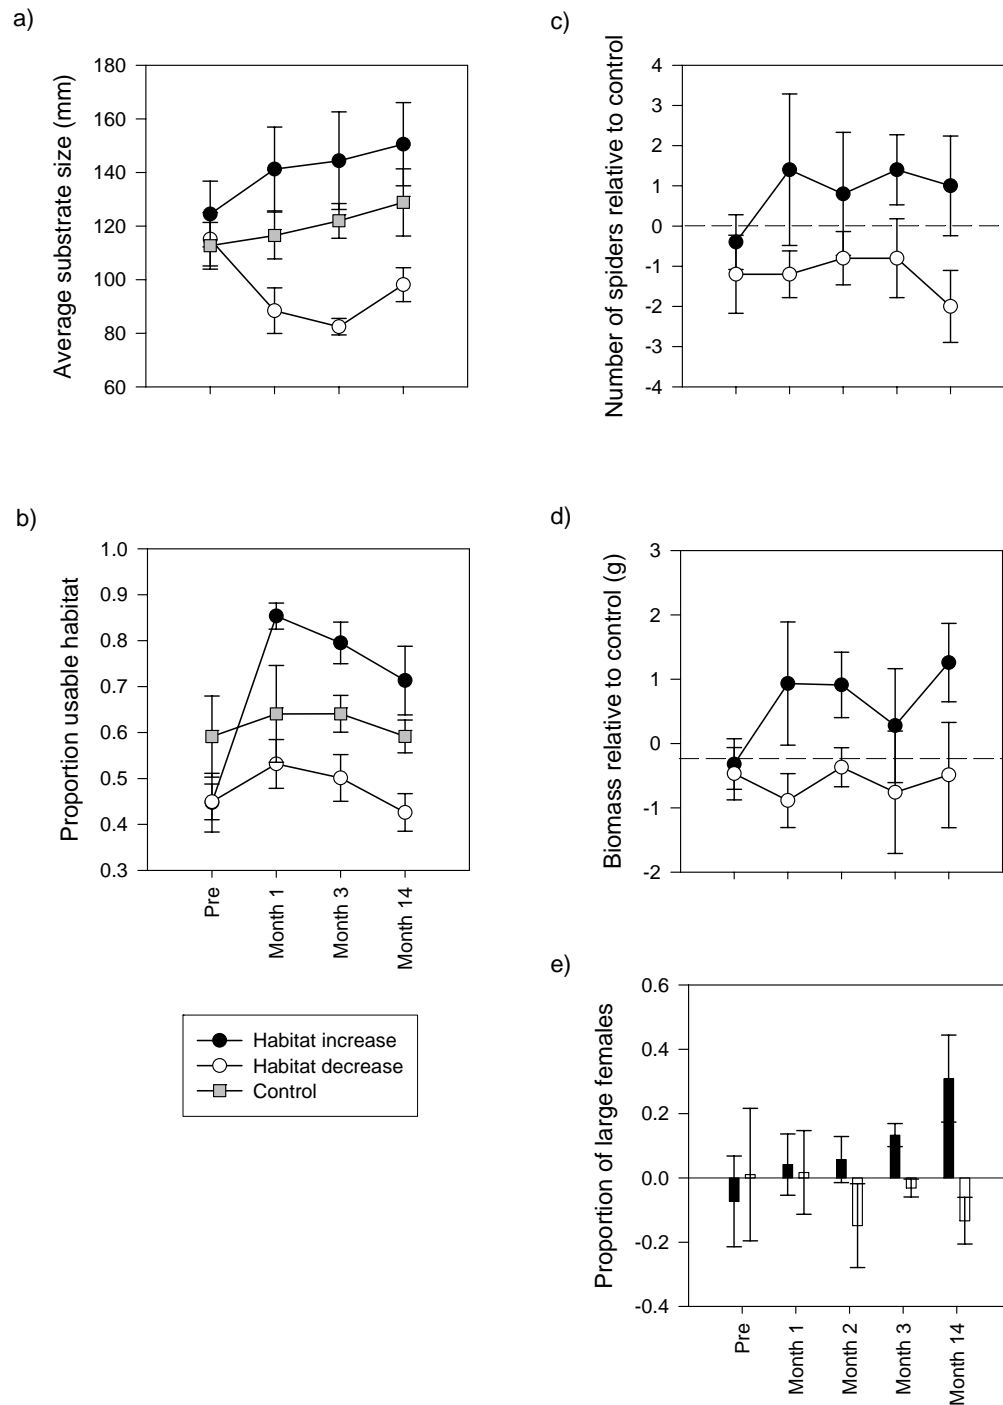 a)
Average substrate size (mm)
180
160
140
120
100
80
60
b)
Proportion usable habitat
1.0
0.9
0.8
0.7
0.6
0.5
0.4
0.3
Pre
Month 1
Month 3
Month 14
Habitat increase
Habitat decrease
Control
c)
Number of spiders relative to control
4
3
2
1
0
-1
-2
-3
-4
d)
Biomass relative to control (g)
3
2
1
0
-1
-2
e)
Proportion of large females
0.6
0.4
0.2
0.0
-0.2
-0.4
Pre
Month 1
Month 2
Month 3
Month 14